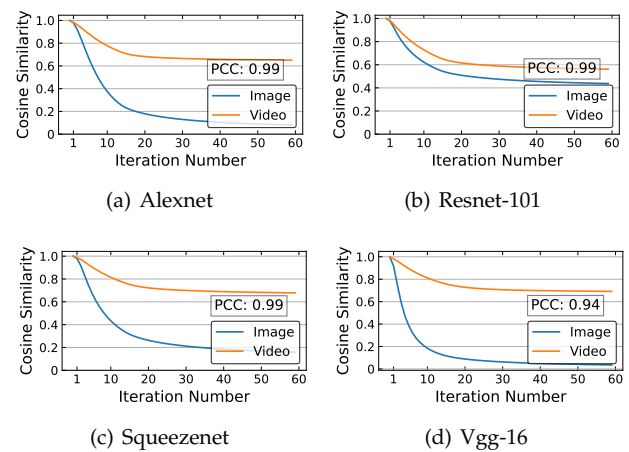 1.0
0.8
0.6
0.4
0.2
0
Cosine Similarity
PCC: 0.99
Image
Video
1 10 20 30 40 50 60
Iteration Number
(a) Alexnet
1.0
0.8
0.6
0.4
0.2
0
Cosine Similarity
PCC: 0.99
Image
Video
1 10 20 30 40 50 60
Iteration Number
(b) Resnet-101
1.0
0.8
0.6
0.4
0.2
0
Cosine Similarity
PCC: 0.99
Image
Video
1 10 20 30 40 50 60
Iteration Number
(c) Squeezenet
1.0
0.8
0.6
0.4
0.2
0
Cosine Similarity
PCC: 0.94
Image
Video
1 10 20 30 40 50 60
Iteration Number
(d) Vgg-16